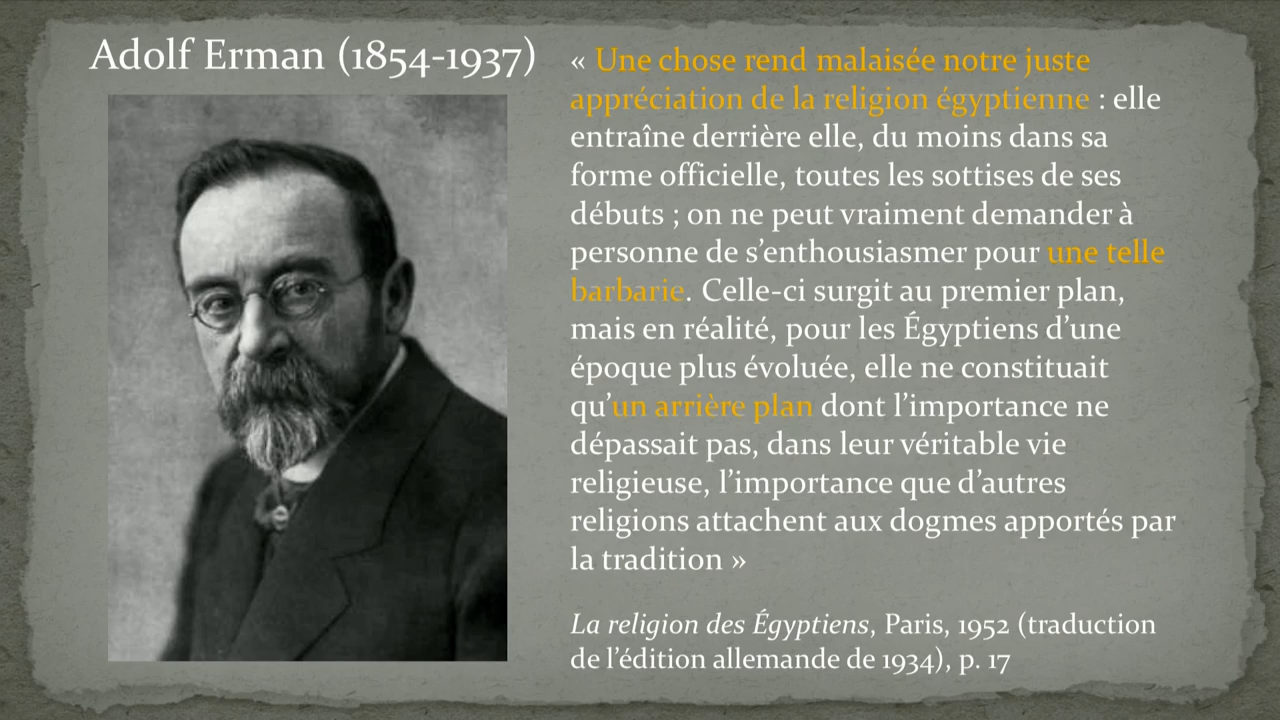 Adolf Erman (1854-1937)
« Une chose rend malaisée notre juste
appréciation de la religion égyptienne : elle
entraîne derrière elle, du moins dans sa
forme officielle, toutes les sottises de ses
débuts ; on ne peut vraiment demander à
personne de s’enthousiasmer pour une telle
barbarie. Celle-ci surgit au premier plan,
mais en réalité, pour les Égyptiens d’une
époque plus évoluée, elle ne constituait
qu’un arrière plan dont l’importance ne
dépassait pas, dans leur véritable vie
religieuse, l’importance que d’autres
religions attachent aux dogmes apportés par
la tradition »
La religion des Égyptiens, Paris, 1952 (traduction
de l’édition allemande de 1934), p. 17